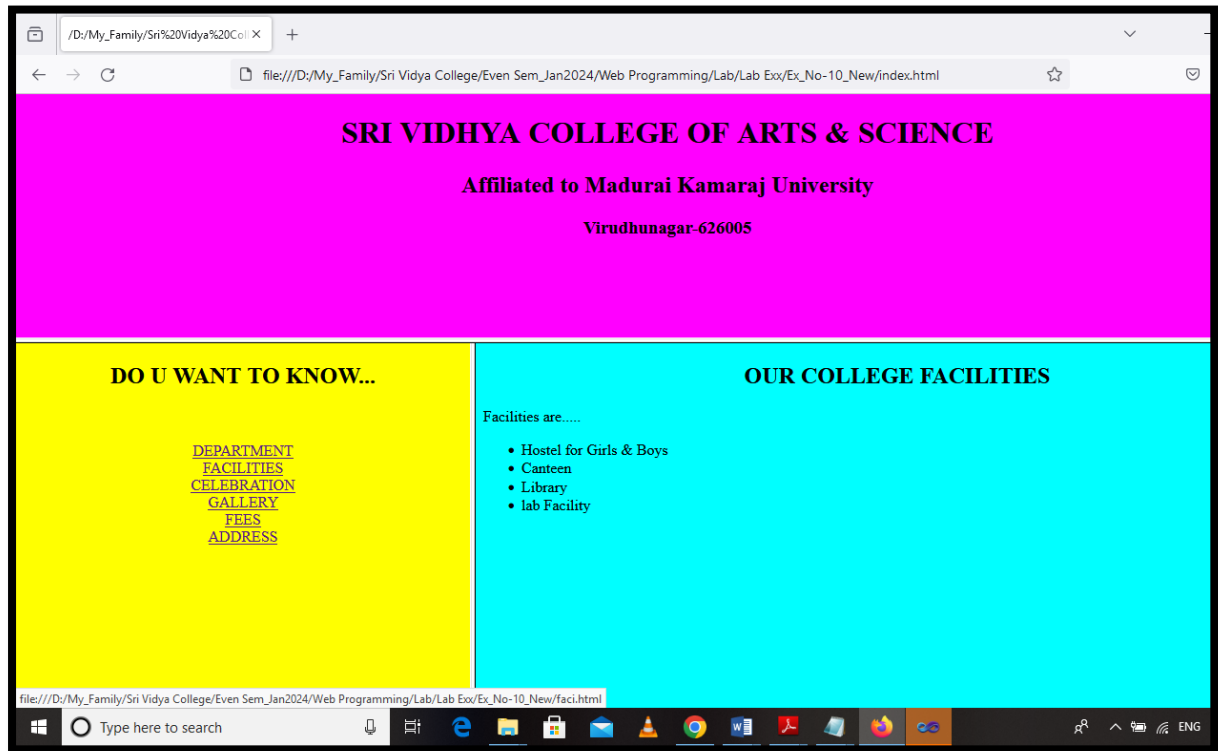 /D:/My_Family/Sri%20Vidya%20Coll
file:///D:/My_Family/Sri Vidya College/Even Sem_Jan2024/Web Programming/Lab/Lab Exx/Ex_No-10_New/index.html
SRI VIDHYA COLLEGE OF ARTS & SCIENCE
Affiliated to Madurai Kamaraj University
Virudhunagar-626005
DO U WANT TO KNOW...
DEPARTMENT
FACILITIES
CELEBRATION
GALLERY
FEES
ADDRESS
OUR COLLEGE FACILITIES
Facilities are.....
Hostel for Girls & Boys
Canteen
Library
lab Facility
file:///D:/My_Family/Sri Vidya College/Even Sem_Jan2024/Web Programming/Lab/Lab Exx/Ex_No-10_New/faci.html
Type here to search
ENG